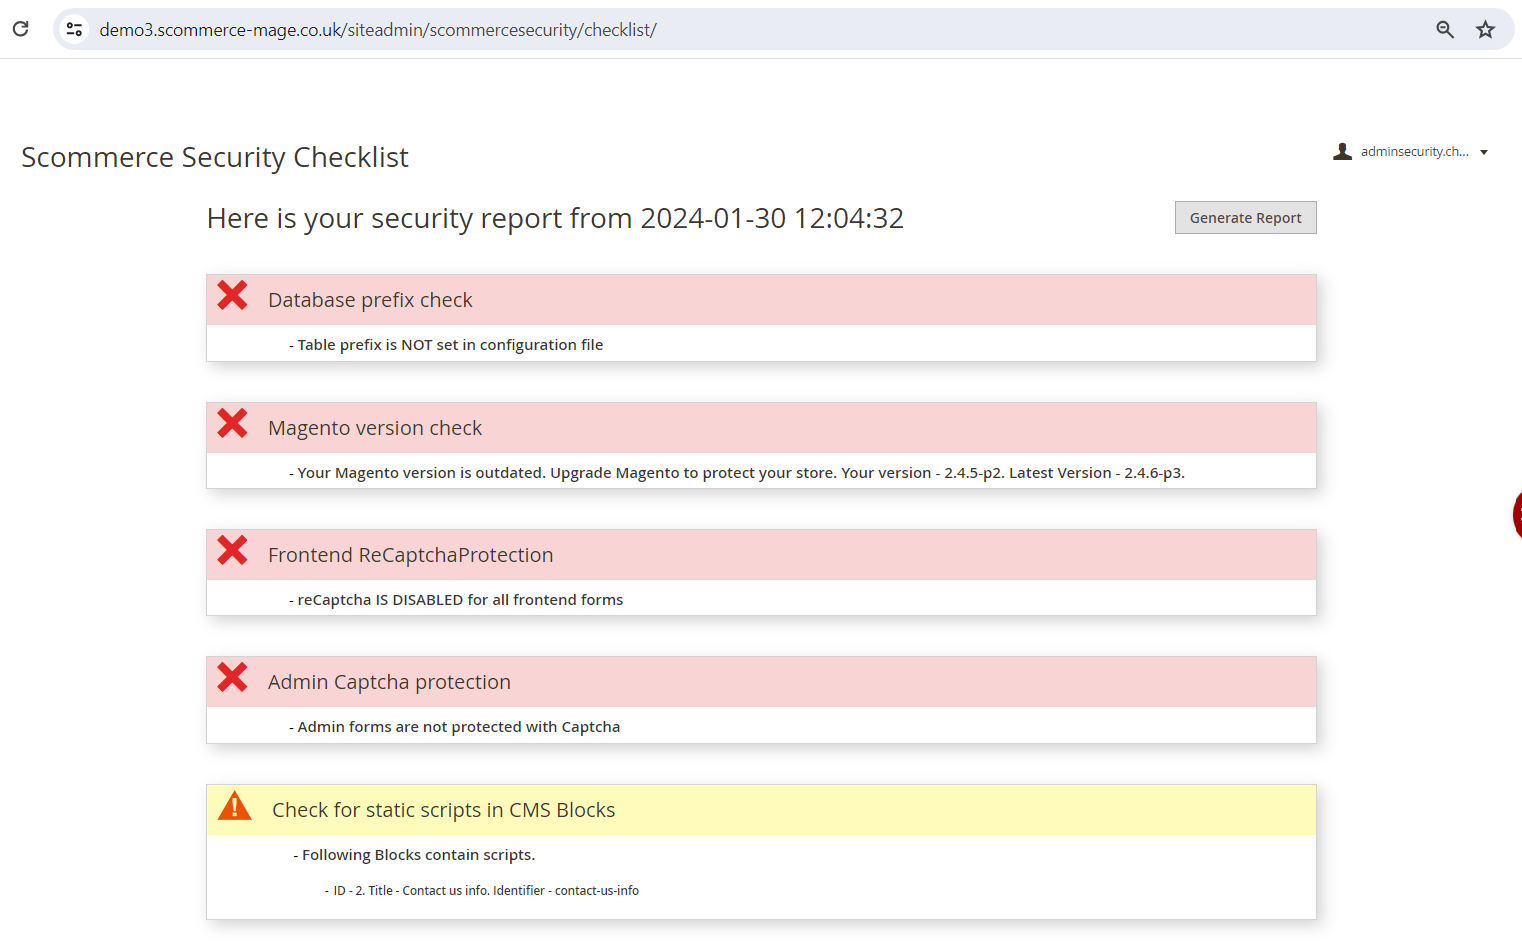 demo3.scommerce-mage.co.uk/siteadmin/scommercesecurity/checklist/
Scommerce Security Checklist
adminsecurity.ch...
Here is your security report from 2024-01-30 12:04:32
Generate Report
Database prefix check
- Table prefix is NOT set in configuration file
Magento version check
- Your Magento version is outdated. Upgrade Magento to protect your store. Your version - 2.4.5-p2. Latest Version - 2.4.6-p3.
Frontend ReCaptchaProtection
- reCaptcha IS DISABLED for all frontend forms
Admin Captcha protection
- Admin forms are not protected with Captcha
Check for static scripts in CMS Blocks
- Following Blocks contain scripts.
- ID - 2. Title - Contact us info. Identifier - contact-us-info